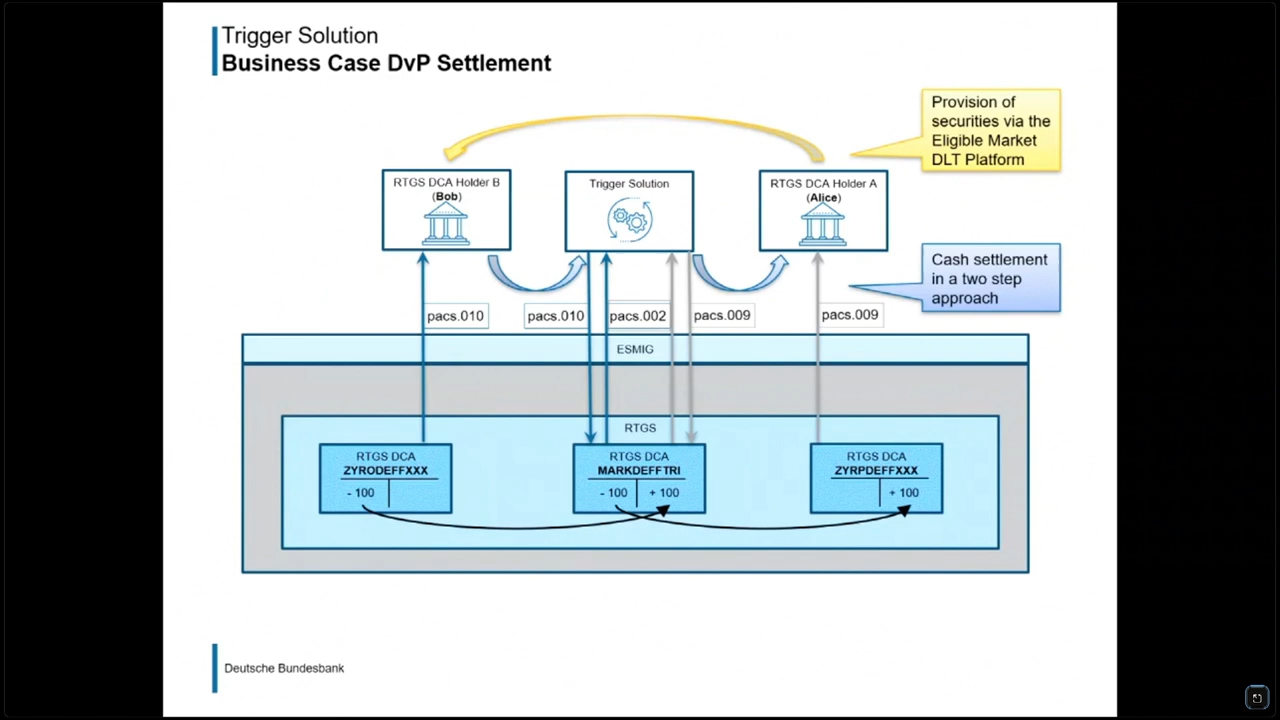 Trigger Solution
Business Case DvP Settlement
Provision of
securities via the
Eligible Market
DLT Platform
RTGS DCA Holder B
(Bob)
Trigger Solution
RTGS DCA Holder A
(Alice)
Cash settlement
in a two step
approach
pacs.010
pacs.010
pacs.002
pacs.009
pacs.009
ESMIG
RTGS
RTGS DCA
ZYRODEFFXXX
- 100
RTGS DCA
MARKDEFFTRI
- 100
+ 100
RTGS DCA
ZYRPDEFFXXX
+ 100
Deutsche Bundesbank